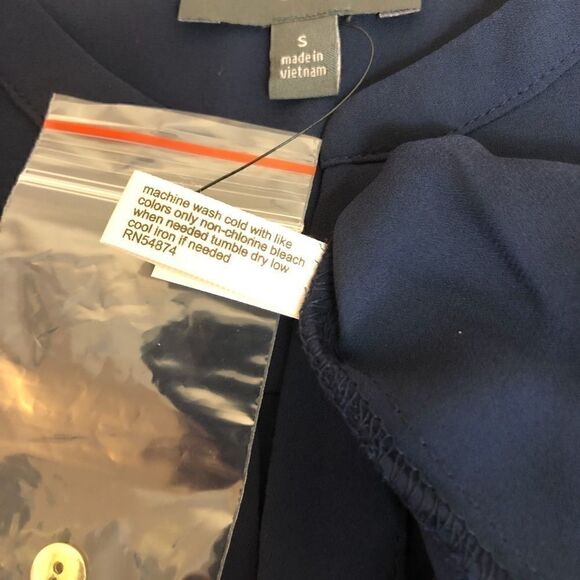 S
made in
vietnam
machine wash cold with like
colors only non-chlorine bleach
when needed tumble dry low
cool iron if needed
RN54874